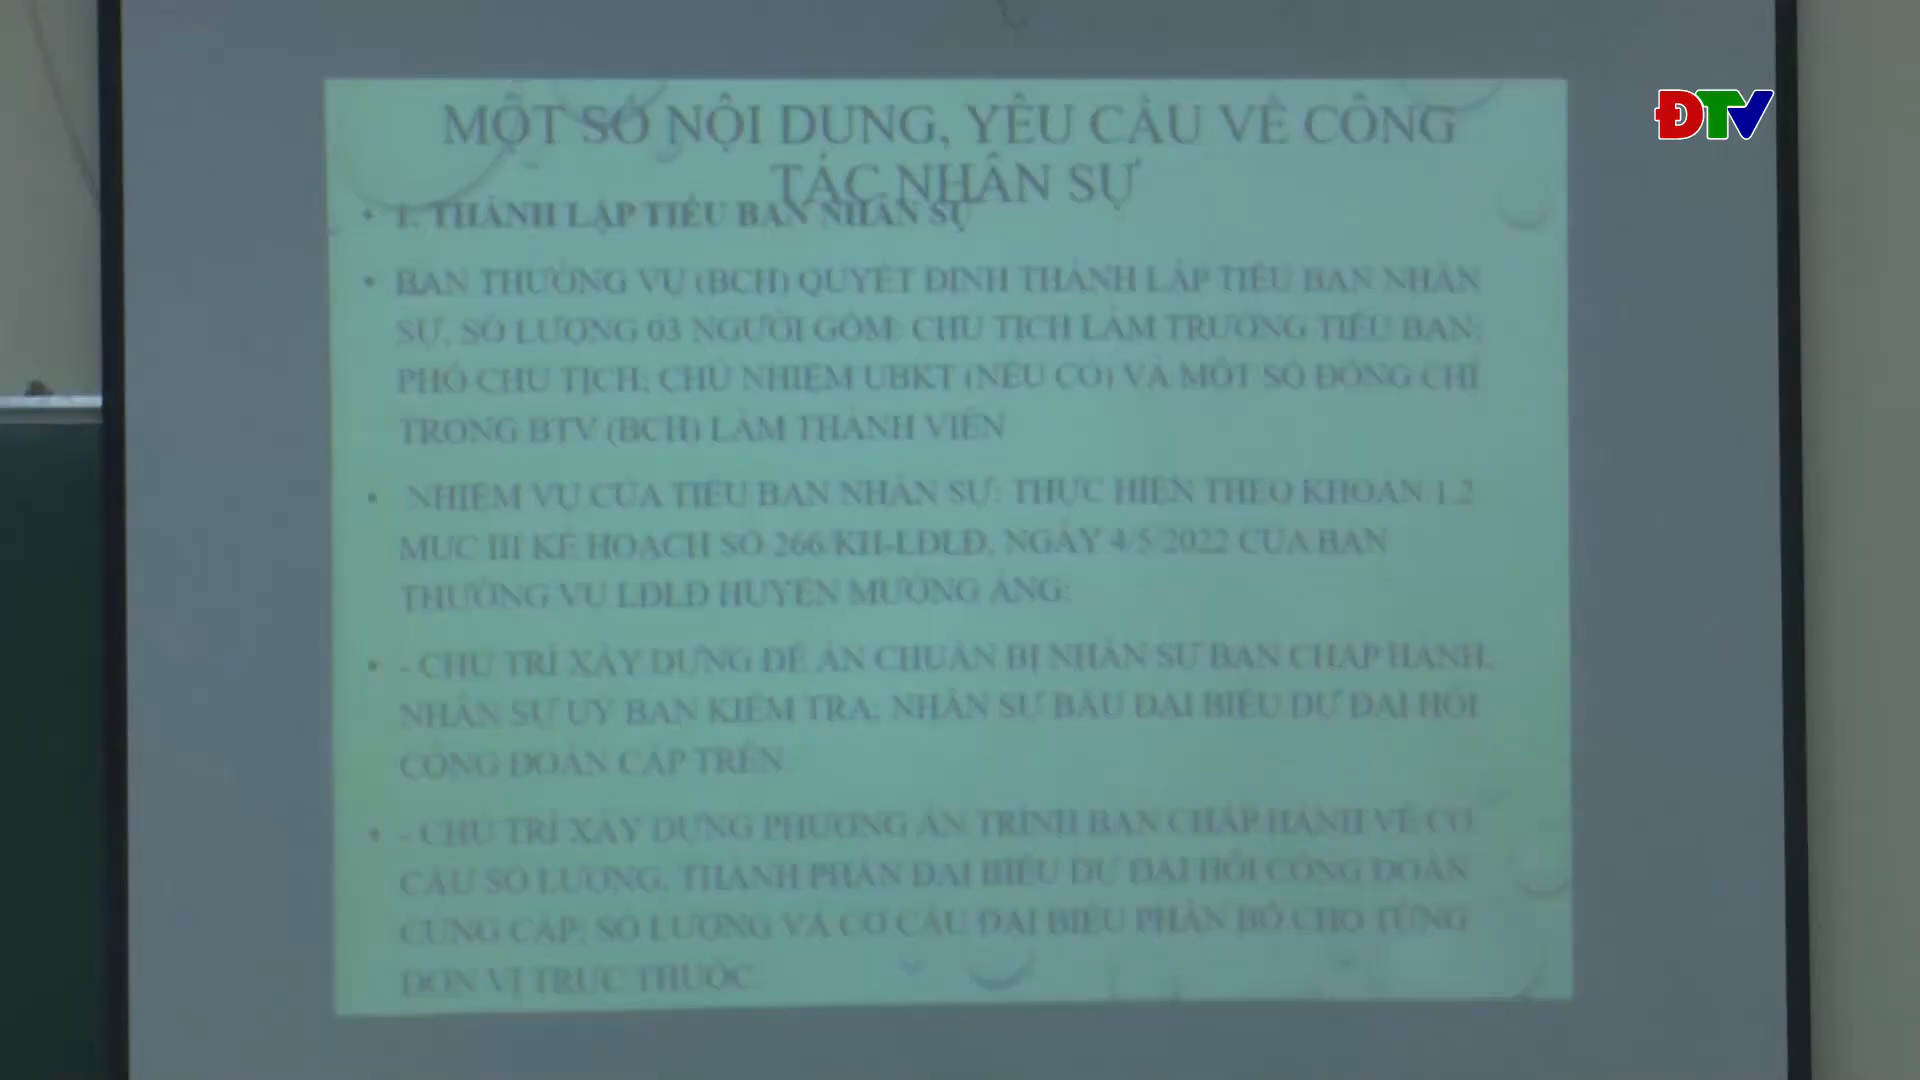 ĐTV
MỘT SỐ NỘI DUNG, YÊU CẦU VỀ CÔNG
TÁC NHÂN SỰ
• 1. THÀNH LẬP TIỂU BAN NHÂN SỰ
• BAN THƯỜNG VỤ (BCH) QUYẾT ĐỊNH THÀNH LẬP TIỂU BAN NHÂN
SỰ, SỐ LƯỢNG 03 NGƯỜI GỒM: CHỦ TỊCH LÀM TRƯỞNG TIỂU BAN;
PHÓ CHỦ TỊCH; CHỦ NHIỆM UBKT (NẾU CÓ) VÀ MỘT SỐ ĐỒNG CHÍ
TRONG BTV (BCH) LÀM THÀNH VIÊN
• NHIỆM VỤ CỦA TIỂU BAN NHÂN SỰ: THỰC HIỆN THEO KHOẢN 1.2
MỤC III KẾ HOẠCH SỐ 266/KH-LĐLĐ, NGÀY 4/5/2022 CỦA BAN
THƯỜNG VỤ LĐLĐ HUYỆN MƯỜNG ẢNG:
• - CHỦ TRÌ XÂY DỰNG ĐỀ ÁN CHUẨN BỊ NHÂN SỰ BAN CHẤP HÀNH,
NHÂN SỰ UỶ BAN KIỂM TRA; NHÂN SỰ BẦU ĐẠI BIỂU DỰ ĐẠI HỘI
CÔNG ĐOÀN CẤP TRÊN.
• - CHỦ TRÌ XÂY DỰNG PHƯƠNG ÁN TRÌNH BAN CHẤP HÀNH VỀ CƠ
CẤU SỐ LƯỢNG, THÀNH PHẦN ĐẠI BIỂU DỰ ĐẠI HỘI CÔNG ĐOÀN
CÙNG CẤP; SỐ LƯỢNG VÀ CƠ CẤU ĐẠI BIỂU PHÂN BỔ CHO TỪNG
ĐƠN VỊ TRỰC THUỘC.